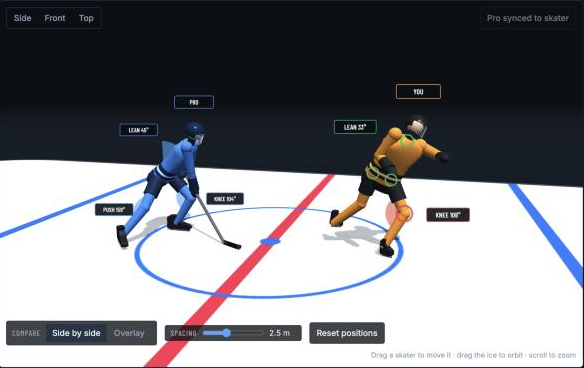 Side Front Top
Pro synced to skater
PRO
YOU
LEAN 46°
LEAN 33°
KNEE 104°
PUSH 150°
KNEE 108°
COMPARE Side by side Overlay
SPACING 2.5 m
Reset positions
Drag a skater to move it · drag the ice to orbit · scroll to zoom